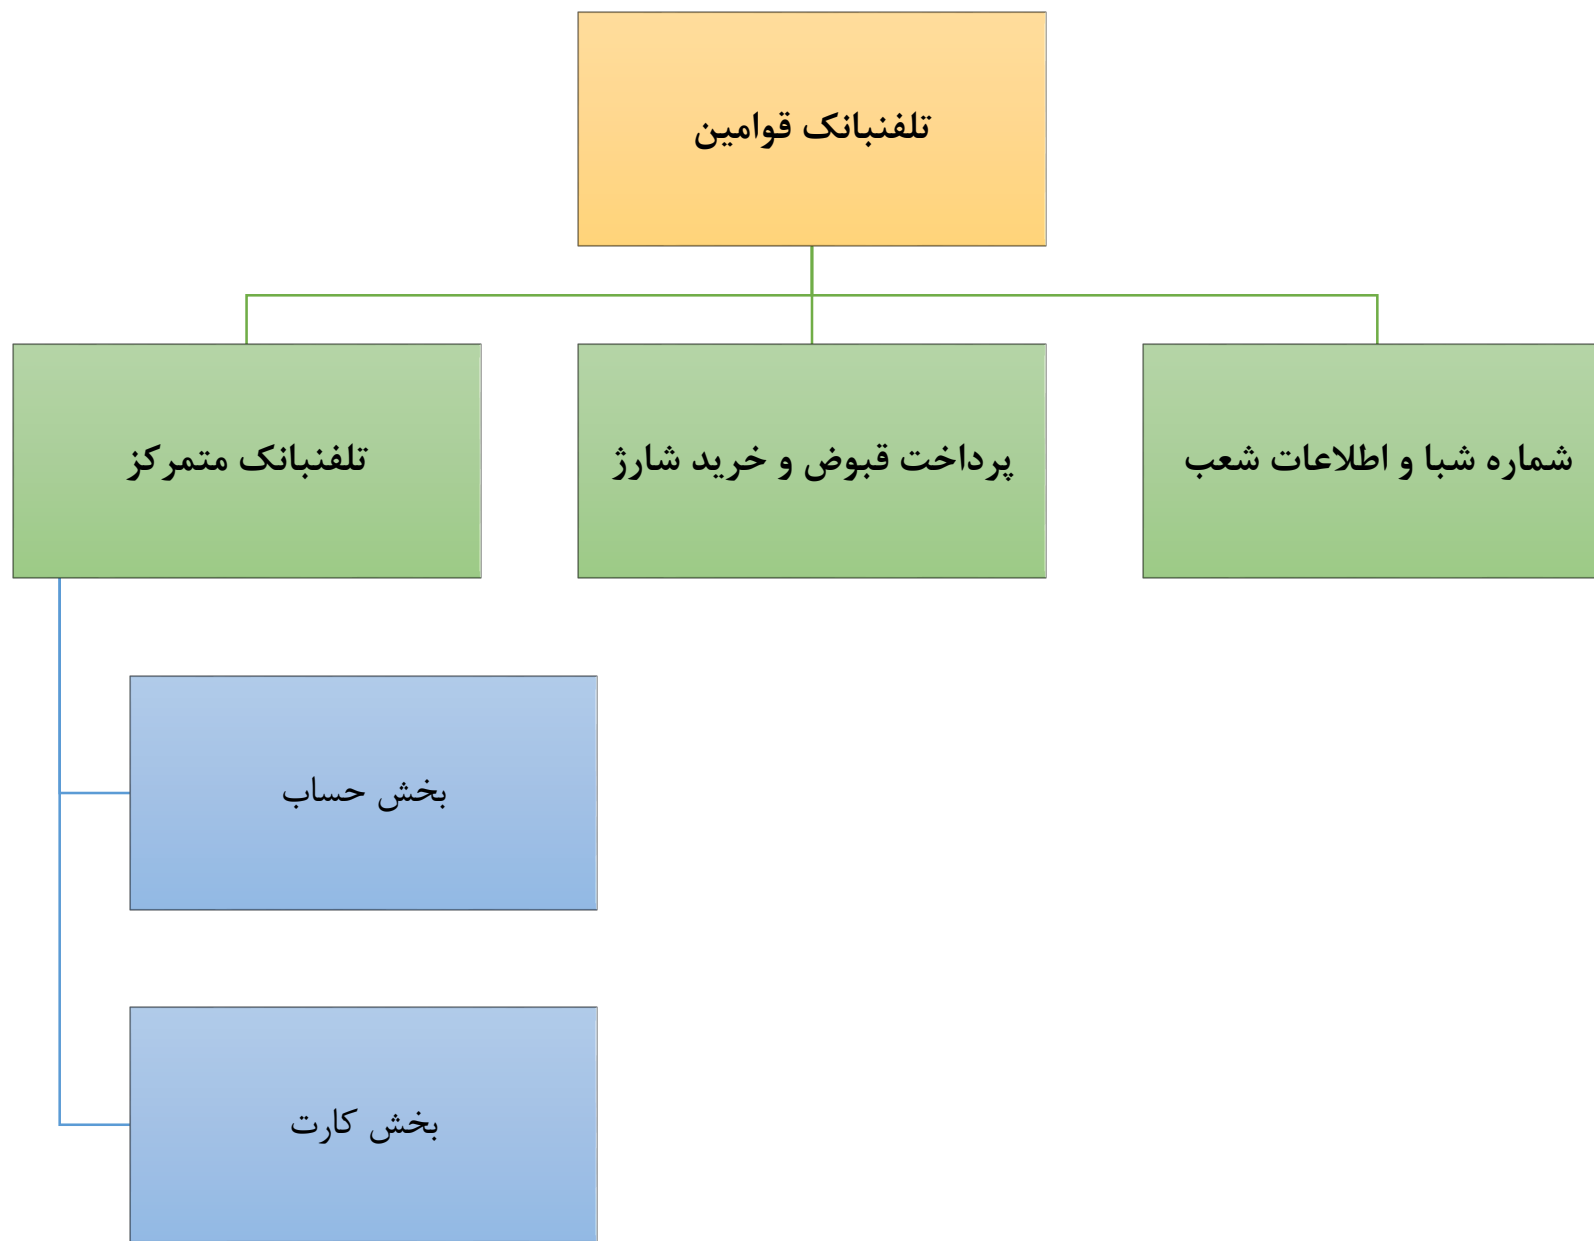 تلفنبانک قوامین
شماره شبا و اطلاعات شعب
پرداخت قبوض و خرید شارژ
تلفنبانک متمرکز
بخش حساب
بخش کارت